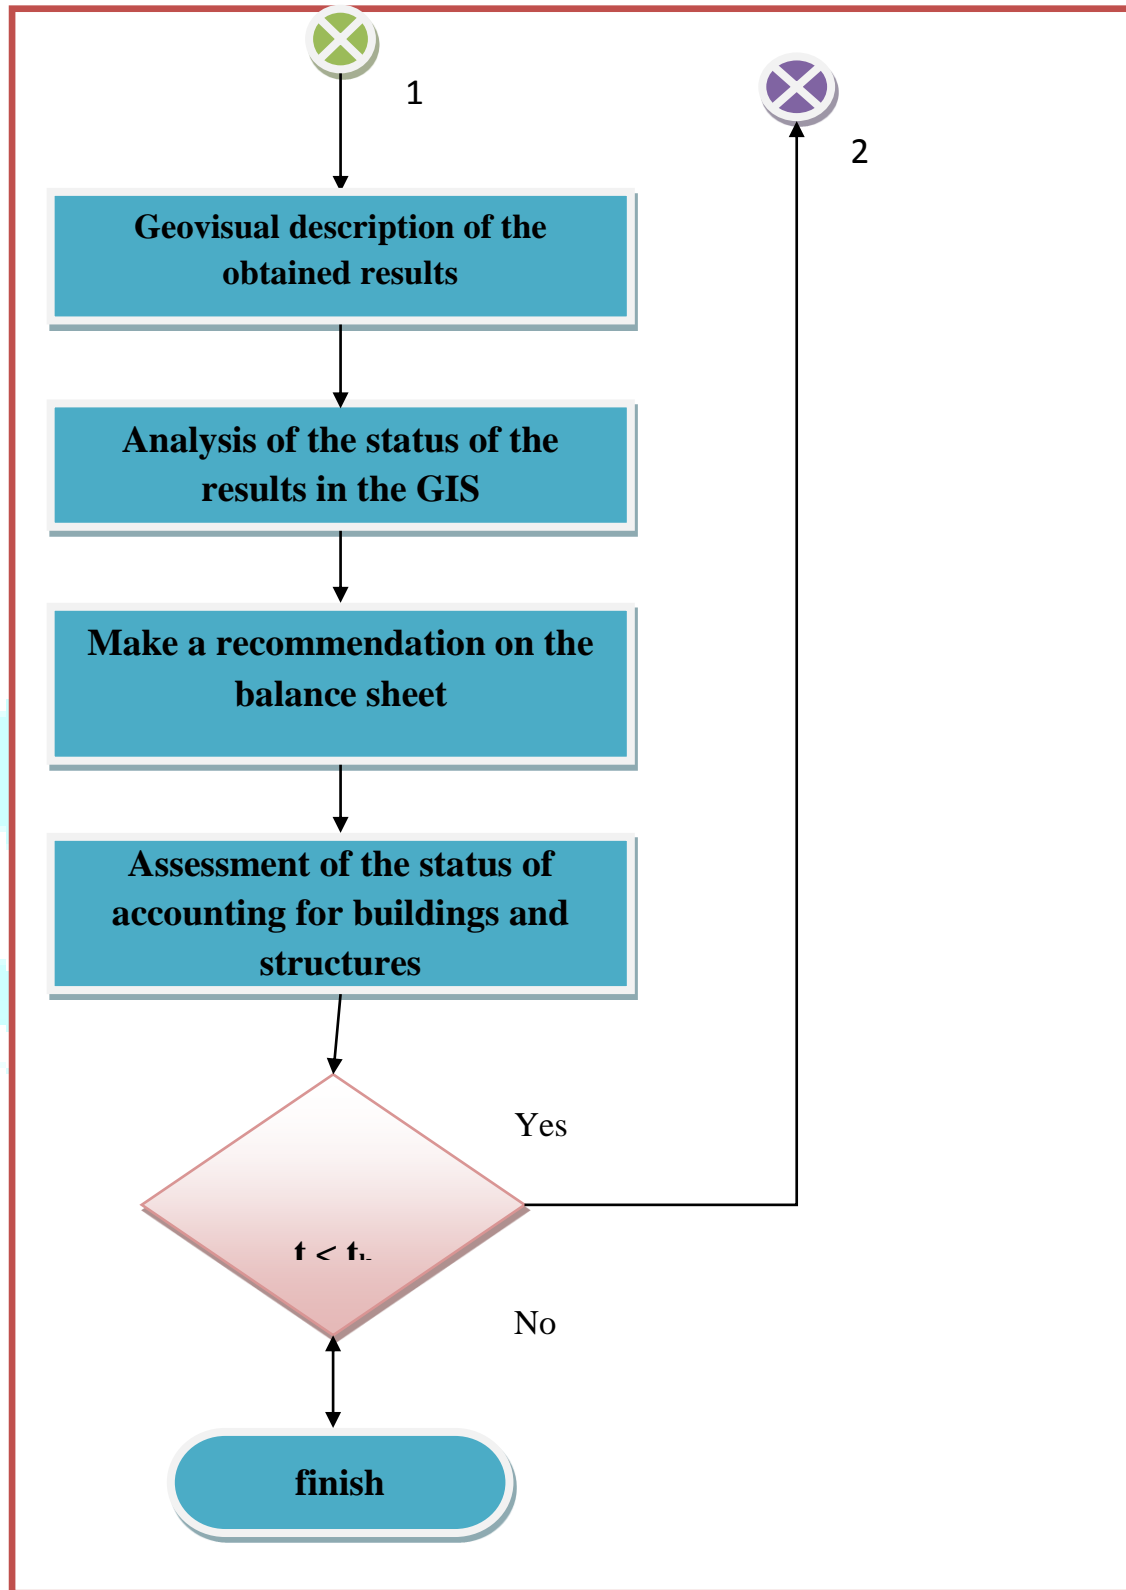 1
2
Geovisual description of the
obtained results
Analysis of the status of the
results in the GIS
Make a recommendation on the
balance sheet
Assessment of the status of
accounting for buildings and
structures
Yes
t <
No
finish